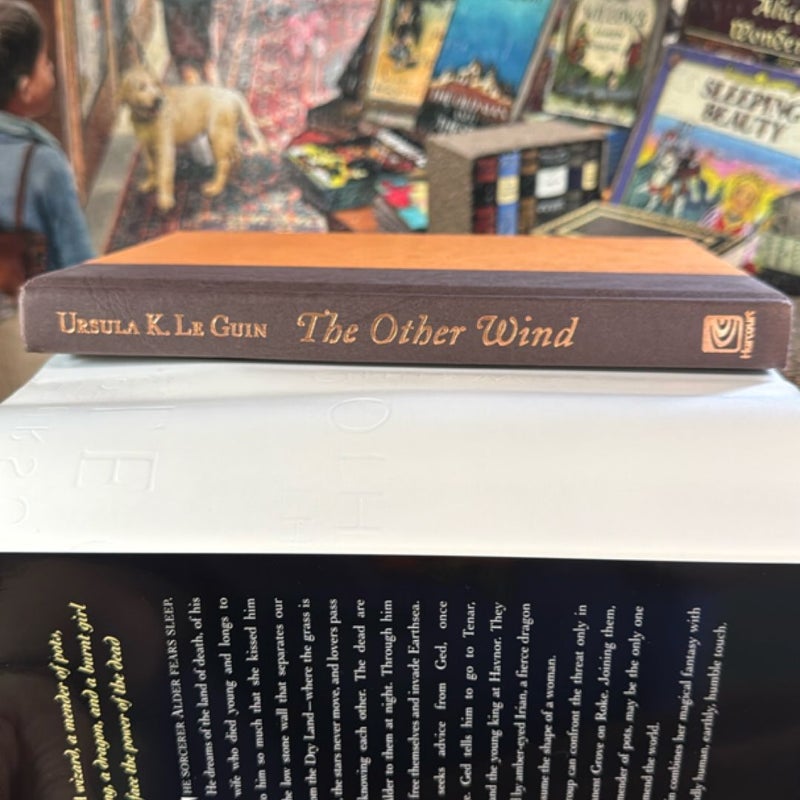 URSULA K. LE GUIN The Other Wind
Harcourt
SLEEPING
BEAUTY
Alice
Wonder
wizard, a mender of pots,
a dragon, and a burnt girl
face the power of the dead
HE SORCERER ALDER FEARS SLEEP.
He dreams of the land of death, of his
wife who died young and longs to
him so much that she kissed him
the low stone wall that separates our
the Dry Land—where the grass is
the stars never move, and lovers pass
knowing each other. The dead are
lder to them at night. Through him
free themselves and invade Earthsea.
seeks advice from Ged, once
Ged tells him to go to Tenar,
and the young king at Havnor. They
by amber-eyed Irian, a fierce dragon
the shape of a woman.
can confront the threat only in
Grove on Roke. Joining them,
ender of pots, may be the only one
the world.
combines her magical fantasy with
human, earthly, humble touch.